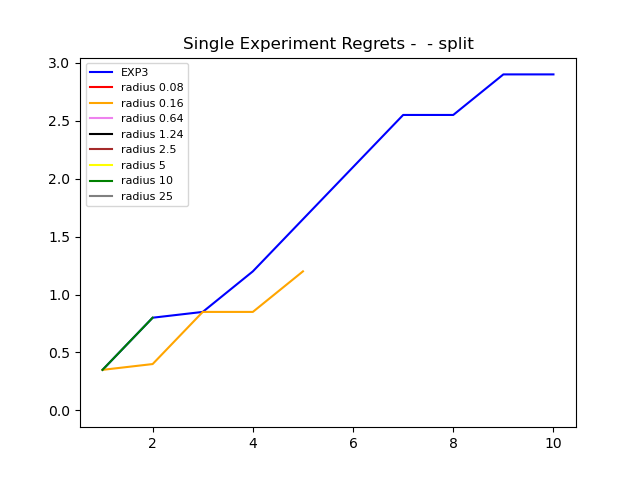 Single Experiment Regrets -  - split
3.0
2.5
2.0
1.5
1.0
0.5
0.0
EXP3
radius 0.08
radius 0.16
radius 0.64
radius 1.24
radius 2.5
radius 5
radius 10
radius 25
2 4 6 8 10